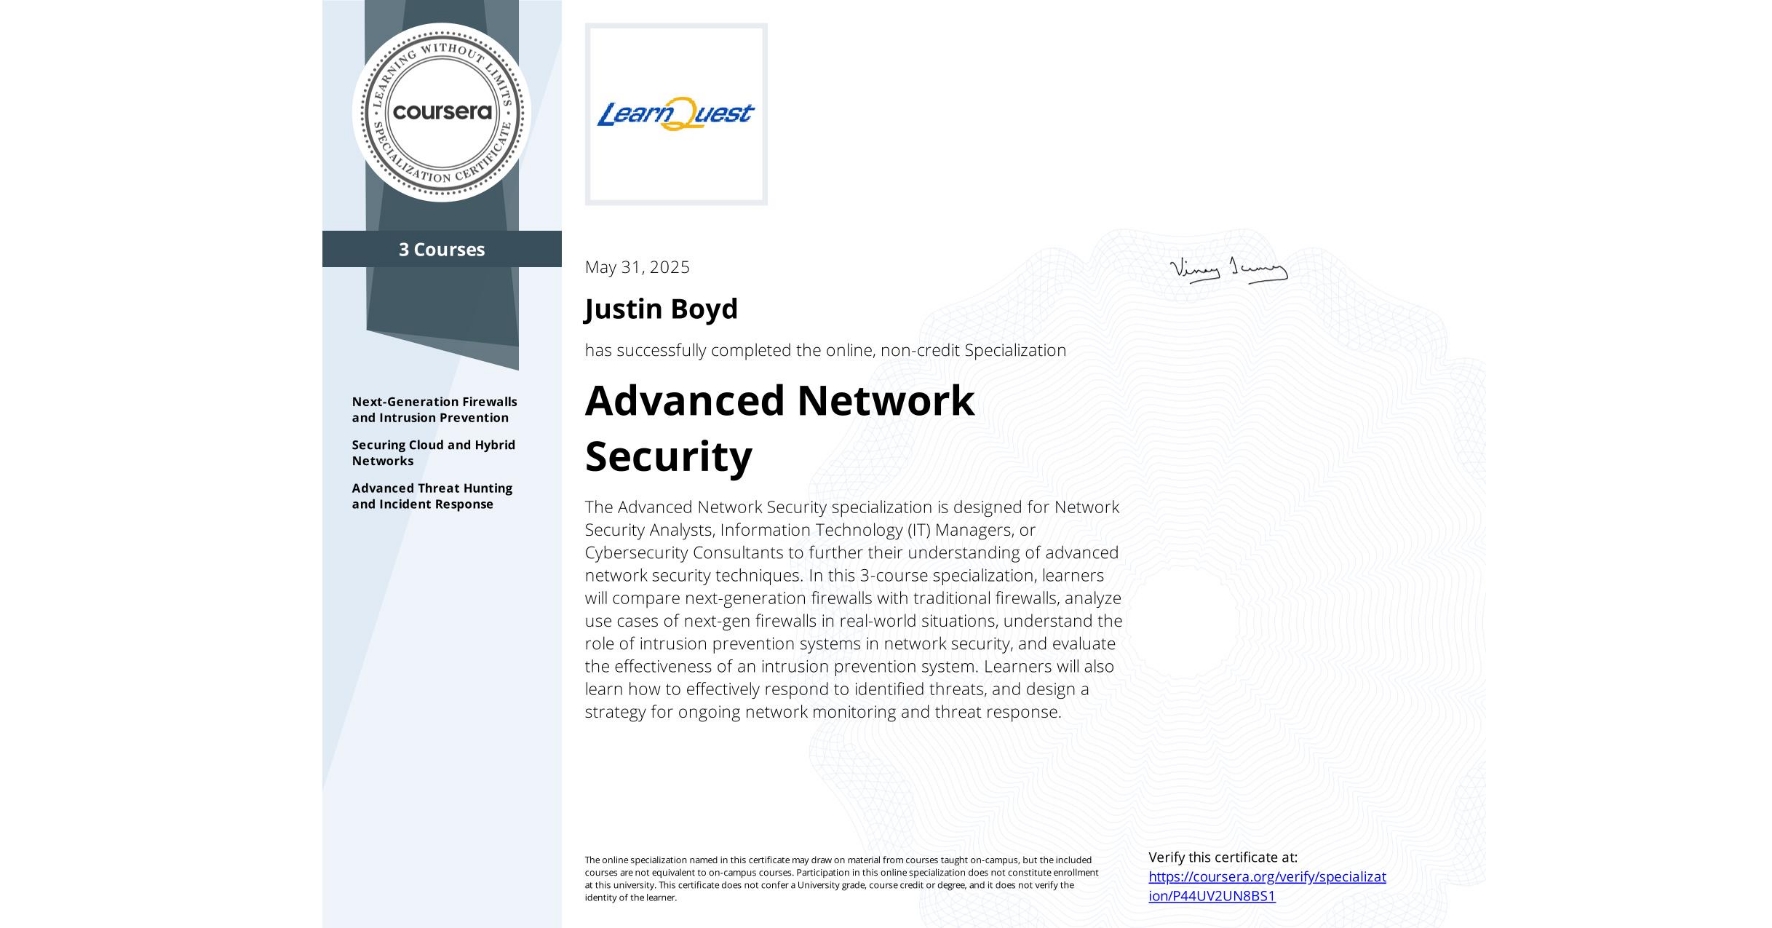 LEARNING WITHOUT LIMITS
coursera
SPECIALIZATION CERTIFICATE
3 Courses
Next-Generation Firewalls
and Intrusion Prevention
Securing Cloud and Hybrid
Networks
Advanced Threat Hunting
and Incident Response
LearnQuest
May 31, 2025
Justin Boyd
has successfully completed the online, non-credit Specialization
Advanced Network
Security
The Advanced Network Security specialization is designed for Network
Security Analysts, Information Technology (IT) Managers, or
Cybersecurity Consultants to further their understanding of advanced
network security techniques. In this 3-course specialization, learners
will compare next-generation firewalls with traditional firewalls, analyze
use cases of next-gen firewalls in real-world situations, understand the
role of intrusion prevention systems in network security, and evaluate
the effectiveness of an intrusion prevention system. Learners will also
learn how to effectively respond to identified threats, and design a
strategy for ongoing network monitoring and threat response.
The online specialization named in this certificate may draw on material from courses taught on-campus, but the included
courses are not equivalent to on-campus courses. Participation in this online specialization does not constitute enrollment
at this university. This certificate does not confer a University grade, course credit or degree, and it does not verify the
identity of the learner.
Verify this certificate at:
https://coursera.org/verify/specializat
ion/P44UV2UN8BS1